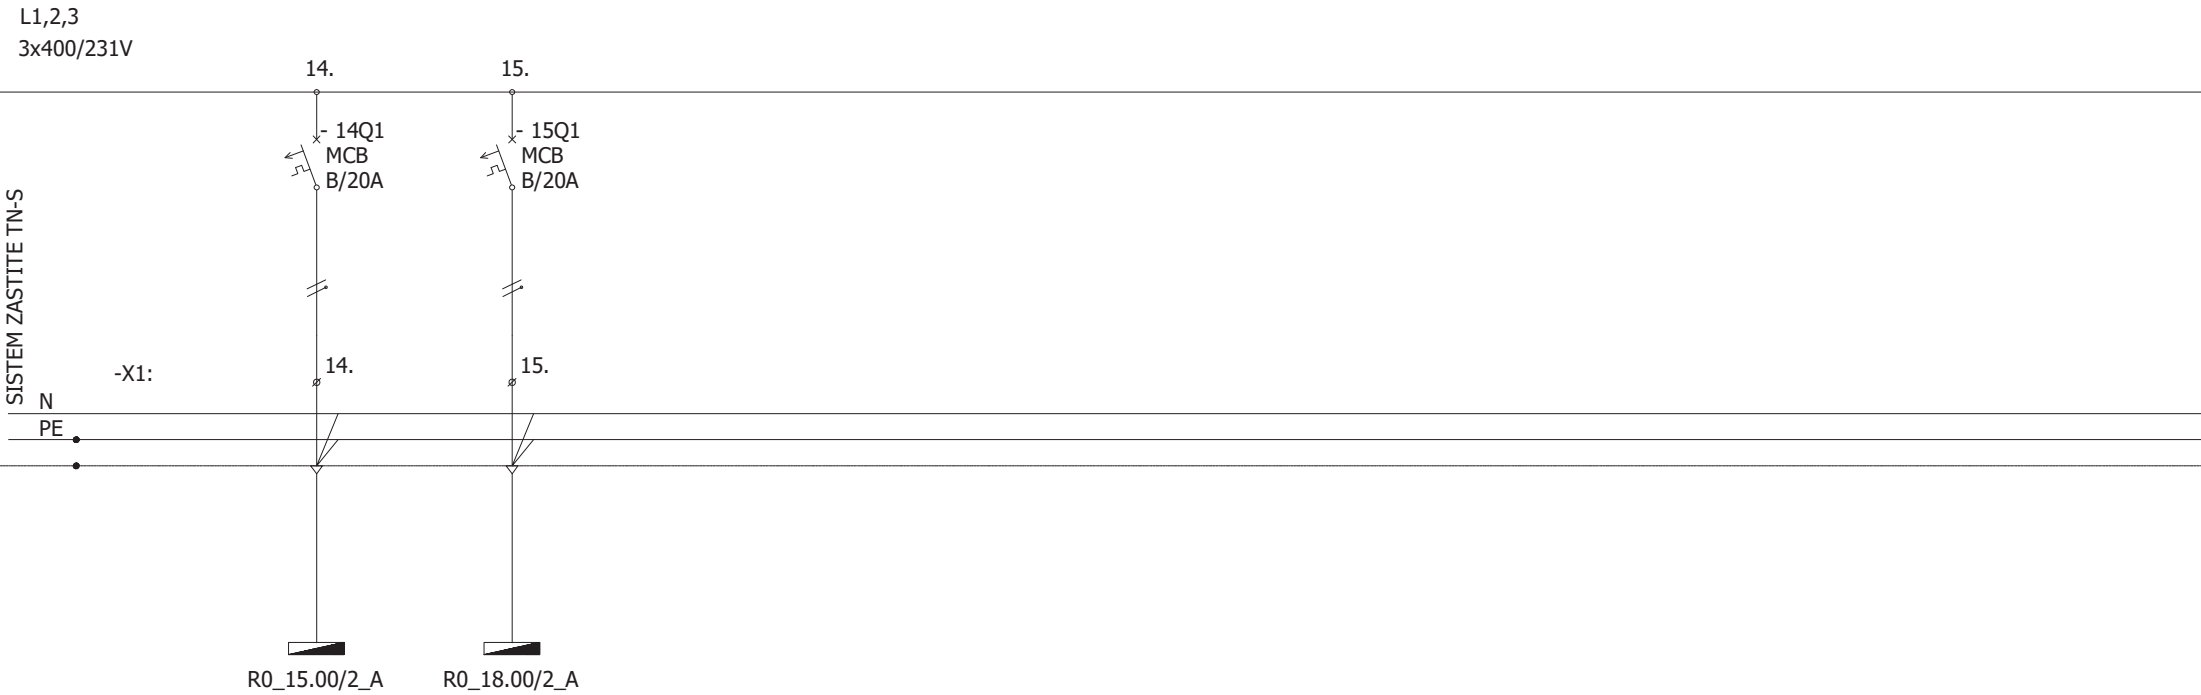 L1,2,3
3x400/231V
14.
15.
- 14Q1
MCB
B/20A
- 15Q1
MCB
B/20A
SISTEM ZASTITE TN-S
-X1:
14.
15.
N
PE
R0_15.00/2_A
R0_18.00/2_A